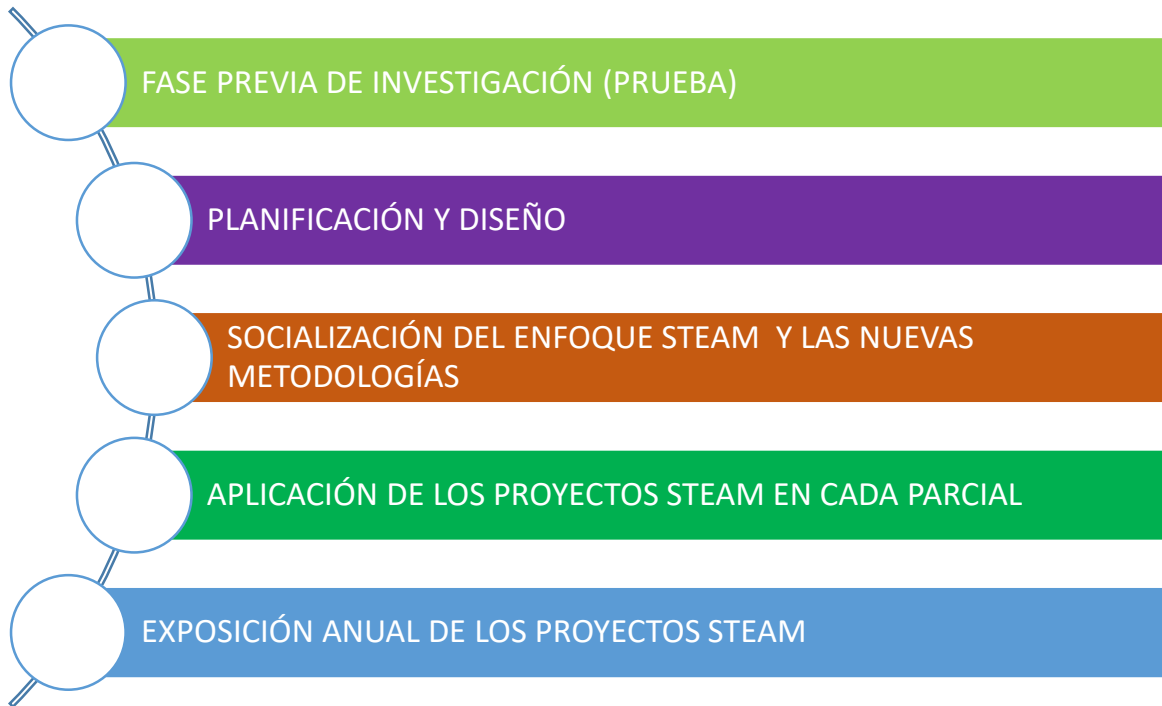 FASE PREVIA DE INVESTIGACIÓN (PRUEBA)
PLANIFICACIÓN Y DISEÑO
SOCIALIZACIÓN DEL ENFOQUE STEAM Y LAS NUEVAS
METODOLOGÍAS
APLICACIÓN DE LOS PROYECTOS STEAM EN CADA PARCIAL
EXPOSICIÓN ANUAL DE LOS PROYECTOS STEAM